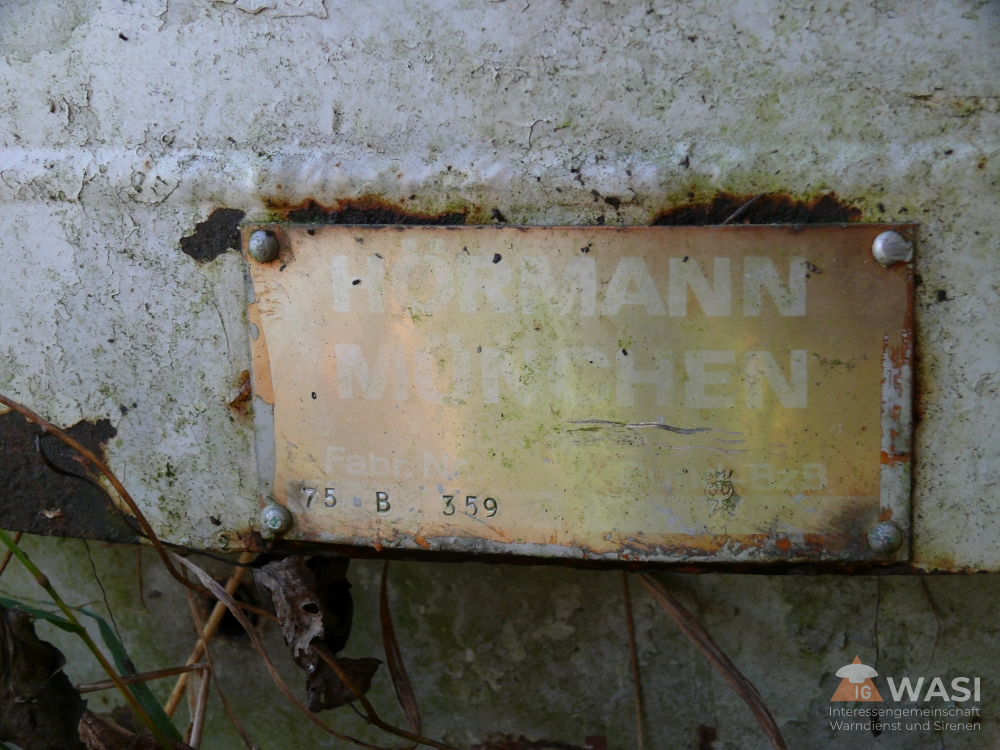 HÖRMANN
MÜNCHEN
Fabr. Nr.
75 B 359
IG WASI
Interessengemeinschaft
Warndienst und Sirenen